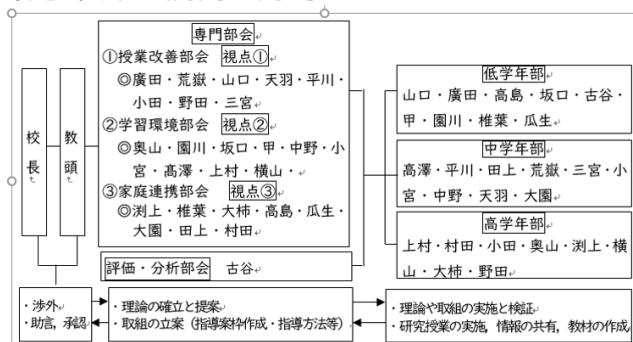 校長
教頭
専門部会
①授業改善部会 視点①
◎廣田・荒嶽・山口・天羽・平川・
小田・野田・三宮
②学習環境部会 視点②
◎奥山・園川・坂口・甲・中野・小
宮・髙澤・上村・横山・
③家庭連携部会 視点③
◎渕上・椎葉・大柿・高島・瓜生・
大園・田上・村田
評価・分析部会 古谷
低学年部
山口・廣田・高島・坂口・古谷・
甲・園川・椎葉・瓜生
中学年部
高澤・平川・田上・荒嶽・三宮・小
宮・中野・天羽・大園
高学年部
上村・村田・小田・奥山・渕上・横
山・大柿・野田
・渉外
・助言，承認
・理論の確立と提案
・取組の立案（指導案枠作成・指導方法等）
・理論や取組の実施と検証
・研究授業の実施，情報の共有，教材の作成